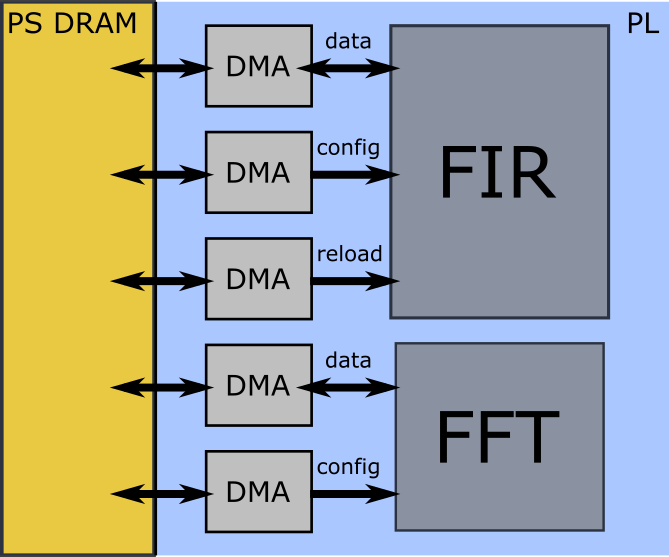 PS DRAM
PL
DMA
data
FIR
DMA
config
DMA
reload
DMA
data
FFT
DMA
config